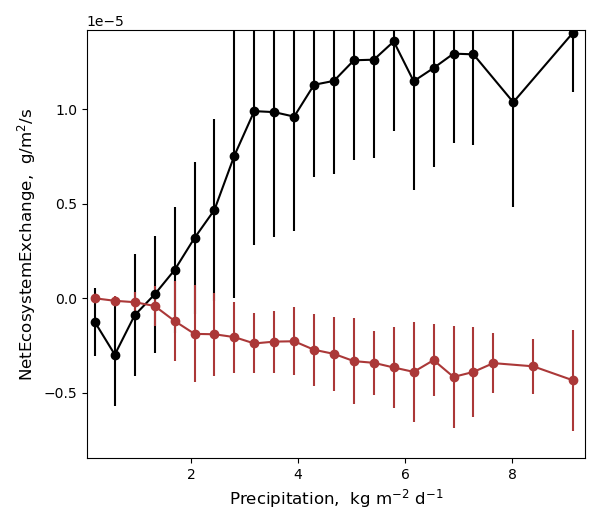 1e−5
1.0
0.5
0.0
−0.5
NetEcosystemExchange,  g/m²/s
2 4 6 8
Precipitation,  kg m⁻² d⁻¹